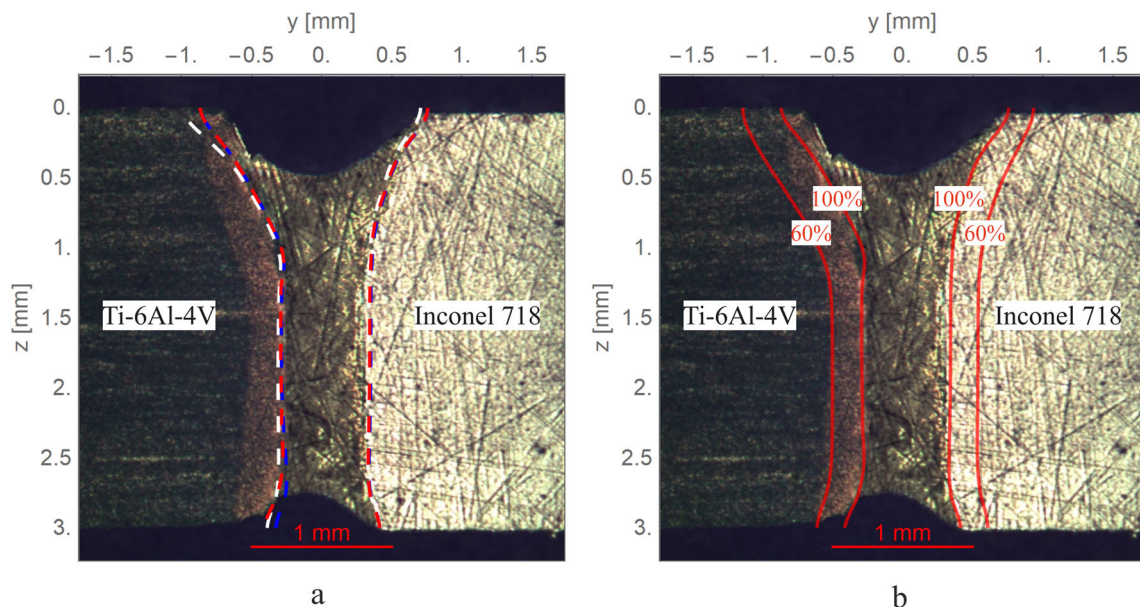 y [mm]
−1.5 −1. −0.5 0. 0.5 1. 1.5
0.
0.5
1.
1.5
2.
2.5
3.
z [mm]
Ti-6Al-4V
Inconel 718
1 mm
a
y [mm]
−1.5 −1. −0.5 0. 0.5 1. 1.5
0.
0.5
1.
1.5
2.
2.5
3.
z [mm]
100% 100%
60% 60%
Ti-6Al-4V
Inconel 718
1 mm
b